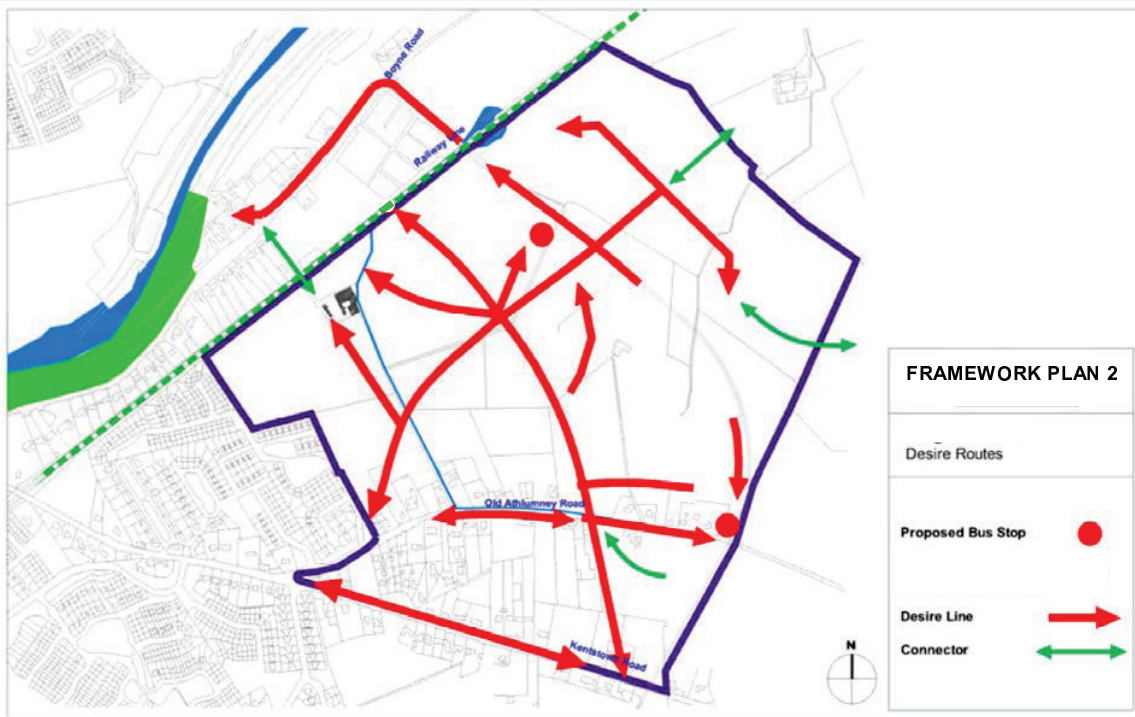 Boyne Road
Railway Line
Old Athlumney Road
Kentstown Road
N
FRAMEWORK PLAN 2
Desire Routes
Proposed Bus Stop
Desire Line
Connector